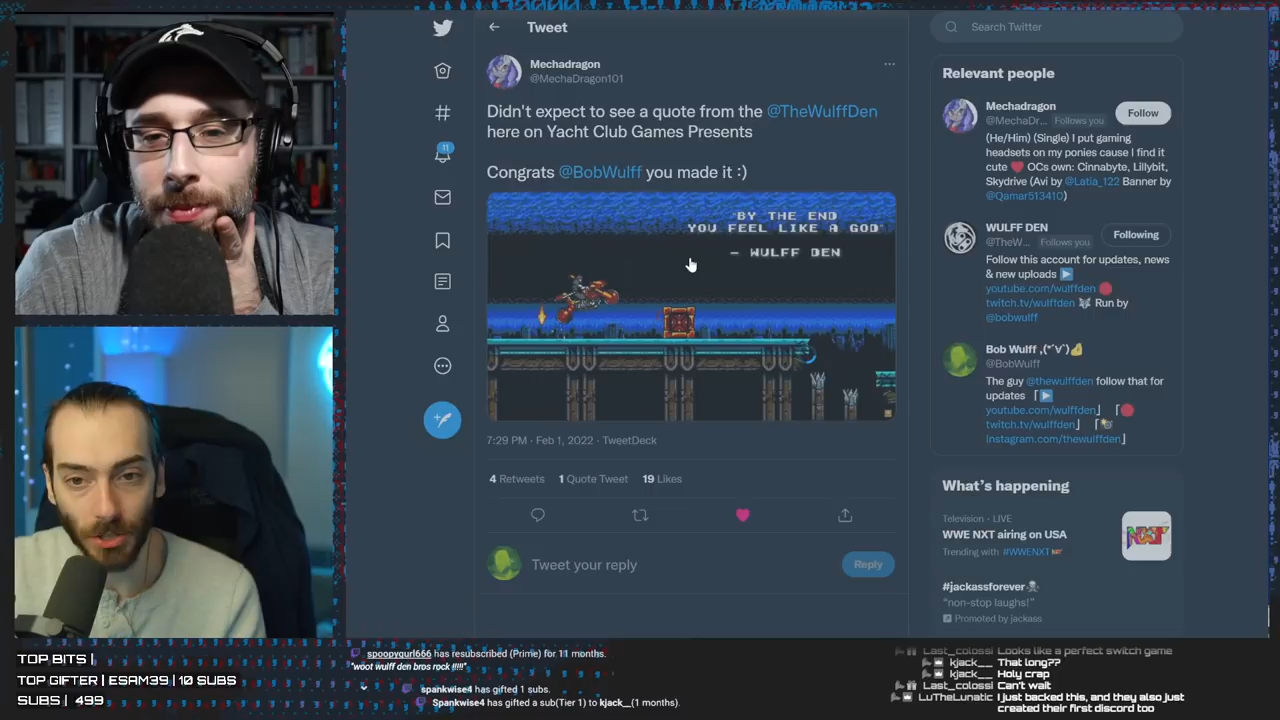 Tweet
Mechadragon
@MechaDragon101
Didn't expect to see a quote from the @TheWulffDen
here on Yacht Club Games Presents
Congrats @BobWulff you made it :)
"BY THE END
YOU FEEL LIKE A GOD"
- WULFF DEN
7:29 PM · Feb 1, 2022 · TweetDeck
4 Retweets 1 Quote Tweet 19 Likes
Tweet your reply
Reply
11
Search Twitter
Relevant people
Mechadragon
@MechaDr... Follows you
Follow
(He/Him) (Single) I put gaming
headsets on my ponies cause I find it
cute ❤️ OCs own: Cinnabyte, Lillybit,
Skydrive (Avi by @Latia_122 Banner by
@Qamar513410)
WULFF DEN
@TheW... Follows you
Following
Follow this account for updates, news
& new uploads ▶️
youtube.com/wulffden 🔴
twitch.tv/wulffden 🐺 Run by
@bobwulff
Bob Wulff ,(*´∀`)
@BobWulff
The guy @thewulffden follow that for
updates「▶️
youtube.com/wulffden」「🔴
twitch.tv/wulffden」「📸
Instagram.com/thewulffden」
What's happening
Television · LIVE
WWE NXT airing on USA
Trending with #WWENXT
NXT
#jackassforever
"non-stop laughs!"
Promoted by jackass
TOP BITS |
TOP GIFTER | ESAM39 | 10 SUBS
SUBS | 499
spoopygurl666 has resubscribed (Prime) for 11 months.
"woot wulff den bros rock !!!!!"
spankwise4 has gifted 1 subs.
Spankwise4 has gifted a sub(Tier 1) to kjack__(1 months).
Last_colossi Looks like a perfect switch game
kjack__ That long??
kjack__ Holy crap
Last_colossi Can't wait
LuTheLunatic I just backed this, and they also just
created their first discord too